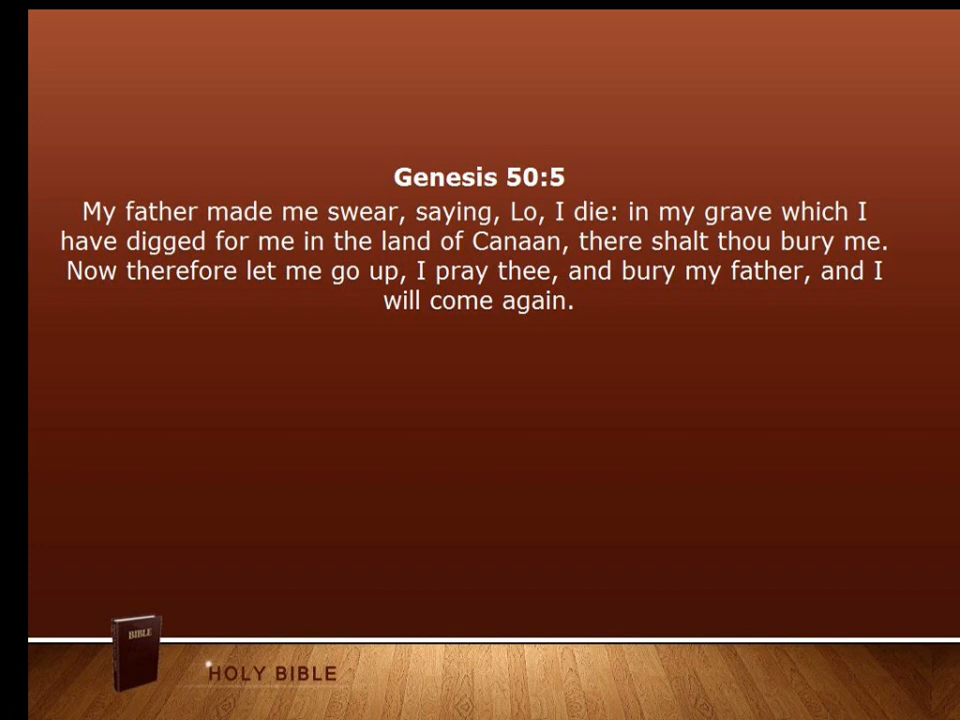 Genesis 50:5
My father made me swear, saying, Lo, I die: in my grave which I
have digged for me in the land of Canaan, there shalt thou bury me.
Now therefore let me go up, I pray thee, and bury my father, and I
will come again.
BIBLE
HOLY BIBLE